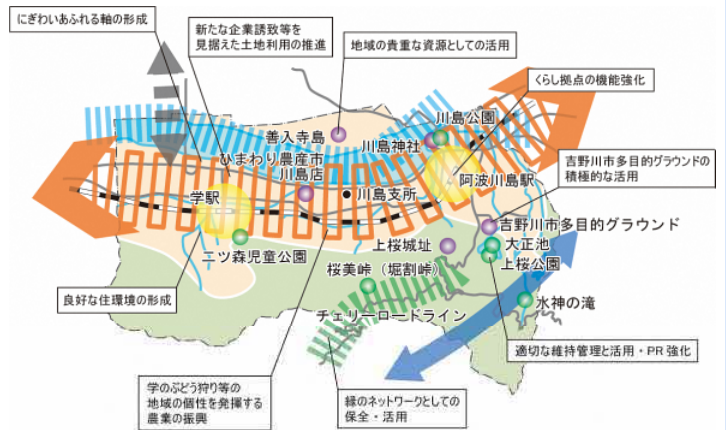 にぎわいあふれる軸の形成
新たな企業誘致等を
見据えた土地利用の推進
地域の貴重な資源としての活用
くらし拠点の機能強化
川島公園
善入寺島
川島神社
ひまわり農産市
川島店
吉野川市多目的グラウンドの
積極的な活用
学駅
川島支所
阿波川島駅
吉野川市多目的グラウンド
上桜城址
大正池
二ツ森児童公園
上桜公園
桜美峠(堀割峠)
良好な住環境の形成
水神の滝
チェリーロードライン
適切な維持管理と活用・PR強化
学のぶどう狩り等の
地域の個性を発揮する
農業の振興
緑のネットワークとしての
保全・活用